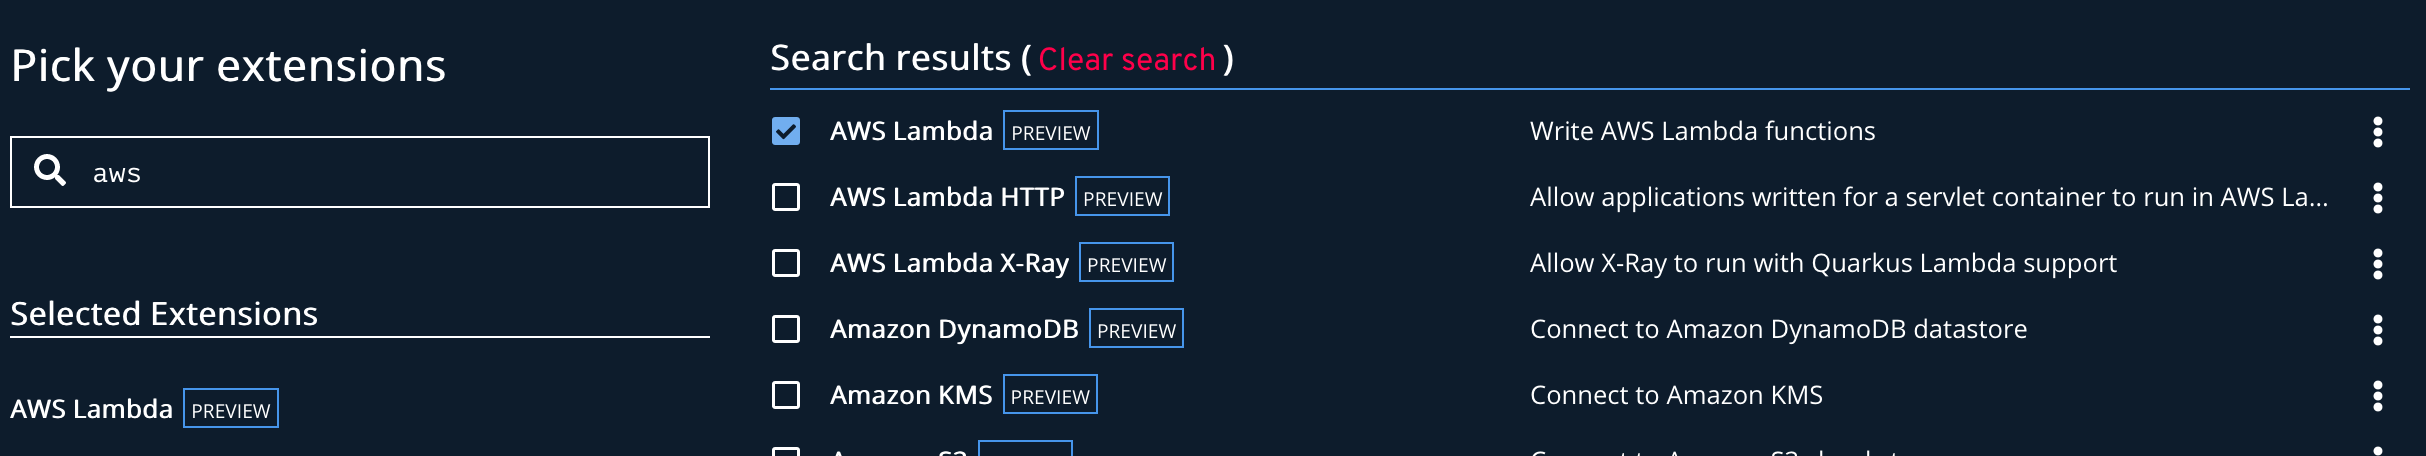 Pick your extensions
aws
Selected Extensions
AWS Lambda PREVIEW
Search results ( Clear search )
AWS Lambda PREVIEW Write AWS Lambda functions
AWS Lambda HTTP PREVIEW Allow applications written for a servlet container to run in AWS La...
AWS Lambda X-Ray PREVIEW Allow X-Ray to run with Quarkus Lambda support
Amazon DynamoDB PREVIEW Connect to Amazon DynamoDB datastore
Amazon KMS PREVIEW Connect to Amazon KMS